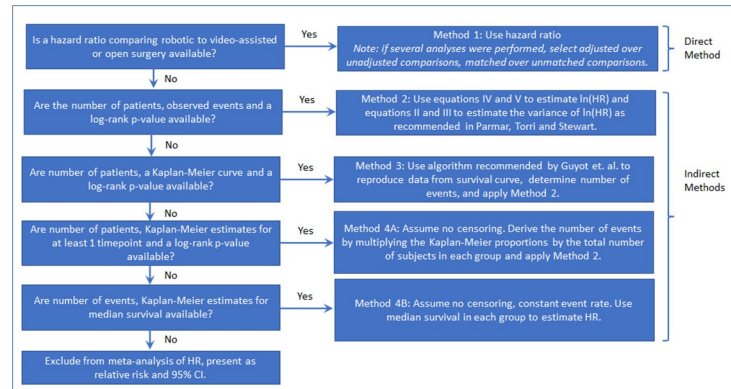 Is a hazard ratio comparing robotic to video-assisted
or open surgery available?
Yes
Method 1: Use hazard ratio
Note: if several analyses were performed, select adjusted over
unadjusted comparisons, matched over unmatched comparisons.
Direct
Method
No
Are the number of patients, observed events and a
log-rank p-value available?
Yes
Method 2: Use equations IV and V to estimate ln(HR) and
equations II and III to estimate the variance of ln(HR) as
recommended in Parmar, Torri and Stewart.
No
Are number of patients, a Kaplan-Meier curve and a
log-rank p-value available?
Yes
Method 3: Use algorithm recommended by Guyot et. al. to
reproduce data from survival curve, determine number of
events, and apply Method 2.
Indirect
Methods
No
Are number of patients, Kaplan-Meier estimates for
at least 1 timepoint and a log-rank p-value
available?
Yes
Method 4A: Assume no censoring. Derive the number of events
by multiplying the Kaplan-Meier proportions by the total number
of subjects in each group and apply Method 2.
No
Are number of events, Kaplan-Meier estimates for
median survival available?
Yes
Method 4B: Assume no censoring, constant event rate. Use
median survival in each group to estimate HR.
No
Exclude from meta-analysis of HR, present as
relative risk and 95% CI.